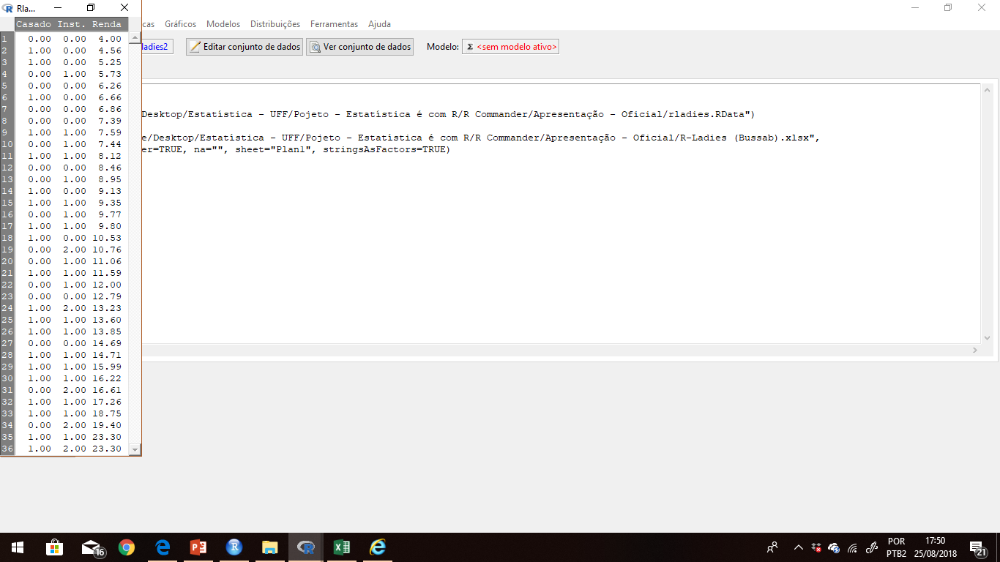 Rla...
Casado Inst. Renda
1 0.00 0.00 4.00
2 1.00 0.00 4.56
3 1.00 0.00 5.25
4 0.00 1.00 5.73
5 0.00 0.00 6.26
6 1.00 0.00 6.66
7 0.00 0.00 6.86
8 0.00 0.00 7.39
9 1.00 1.00 7.59
10 0.00 1.00 7.44
11 1.00 1.00 8.12
12 0.00 0.00 8.46
13 0.00 1.00 8.95
14 1.00 0.00 9.13
15 1.00 1.00 9.35
16 0.00 1.00 9.77
17 1.00 1.00 9.80
18 1.00 0.00 10.53
19 0.00 2.00 10.76
20 0.00 1.00 11.06
21 1.00 1.00 11.59
22 0.00 1.00 12.00
23 0.00 0.00 12.79
24 1.00 2.00 13.23
25 1.00 1.00 13.60
26 1.00 1.00 13.85
27 0.00 0.00 14.69
28 1.00 1.00 14.71
29 1.00 1.00 15.99
30 1.00 1.00 16.22
31 0.00 2.00 16.61
32 1.00 1.00 17.26
33 1.00 1.00 18.75
34 0.00 2.00 19.40
35 1.00 1.00 23.30
36 1.00 2.00 23.30
cas Gráficos Modelos Distribuições Ferramentas Ajuda
ladies2 Editar conjunto de dados Ver conjunto de dados Modelo: Σ <sem modelo ativo>
Desktop/Estatística - UFF/Pojeto - Estatística é com R/R Commander/Apresentação - Oficial/rladies.RData")
e/Desktop/Estatística - UFF/Pojeto - Estatística é com R/R Commander/Apresentação - Oficial/R-Ladies (Bussab).xlsx",
er=TRUE, na="", sheet="Plan1", stringsAsFactors=TRUE)
16
POR
PTB2
17:50
25/08/2018
21